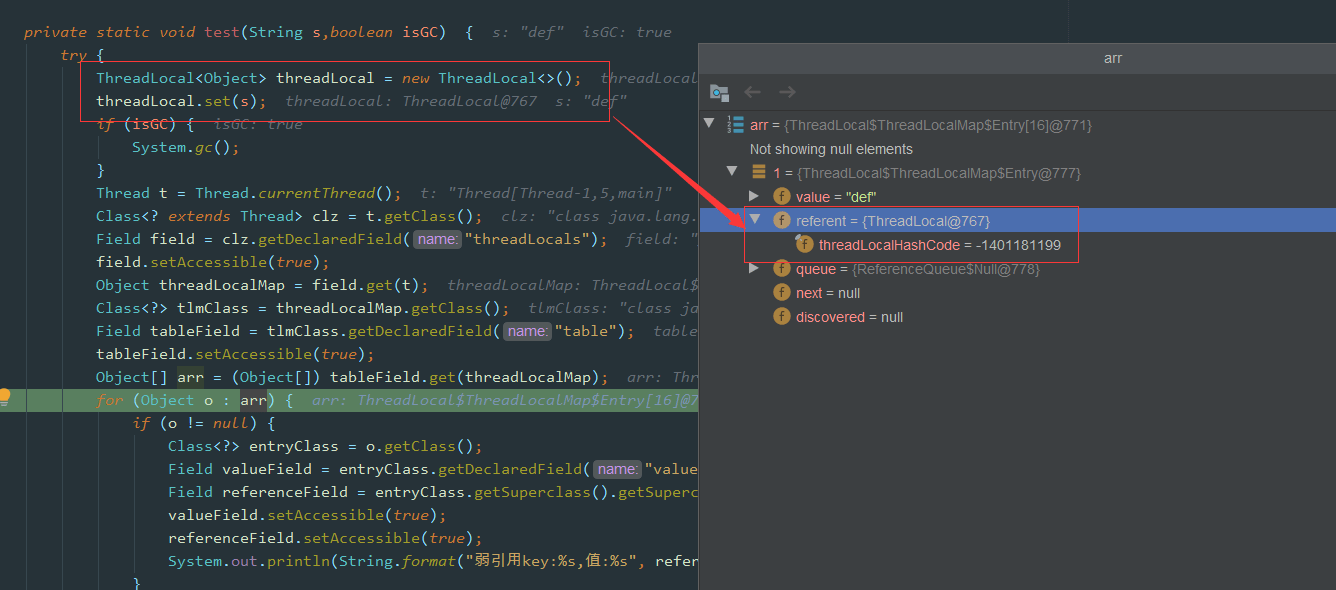 private static void test(String s,boolean isGC)  {  s: "def"  isGC: true
try {
ThreadLocal<Object> threadLocal = new ThreadLocal<>();  threadLocal
threadLocal.set(s);  threadLocal: ThreadLocal@767  s: "def"
if (isGC) {  isGC: true
System.gc();
}
Thread t = Thread.currentThread();  t: "Thread[Thread-1,5,main]"
Class<? extends Thread> clz = t.getClass();  clz: "class java.lang.
Field field = clz.getDeclaredField( name: "threadLocals");  field: "
field.setAccessible(true);
Object threadLocalMap = field.get(t);  threadLocalMap: ThreadLocal$
Class<?> tlmClass = threadLocalMap.getClass();  tlmClass: "class ja
Field tableField = tlmClass.getDeclaredField( name: "table");  table
tableField.setAccessible(true);
Object[] arr = (Object[]) tableField.get(threadLocalMap);  arr: Thr
for (Object o : arr) {  arr: ThreadLocal$ThreadLocalMap$Entry[16]@7
if (o != null) {
Class<?> entryClass = o.getClass();
Field valueField = entryClass.getDeclaredField( name: "value
Field referenceField = entryClass.getSuperclass().getSuperc
valueField.setAccessible(true);
referenceField.setAccessible(true);
System.out.println(String.format("弱引用key:%s,值:%s", refer
}
arr
arr = {ThreadLocal$ThreadLocalMap$Entry[16]@771}
Not showing null elements
1 = {ThreadLocal$ThreadLocalMap$Entry@777}
value = "def"
referent = {ThreadLocal@767}
threadLocalHashCode = -1401181199
queue = {ReferenceQueue$Null@778}
next = null
discovered = null